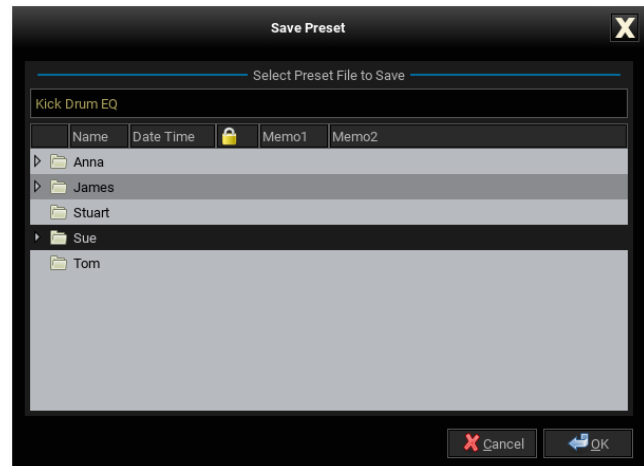 Save Preset
X
Select Preset File to Save
Kick Drum EQ
Name Date Time Memo1 Memo2
Anna
James
Stuart
Sue
Tom
Cancel OK